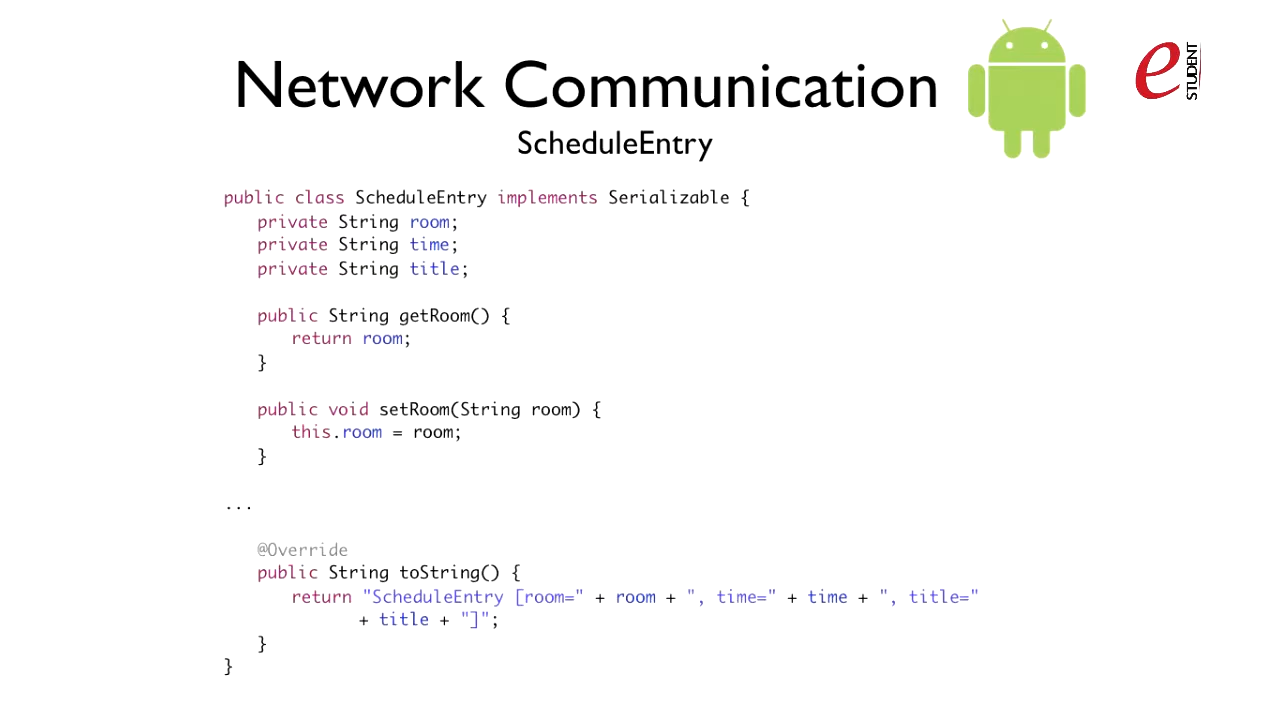 Network Communication
ScheduleEntry
e STUDENT
public class ScheduleEntry implements Serializable {
private String room;
private String time;
private String title;
public String getRoom() {
return room;
}
public void setRoom(String room) {
this.room = room;
}
...
@Override
public String toString() {
return "ScheduleEntry [room=" + room + ", time=" + time + ", title="
+ title + "]";
}
}